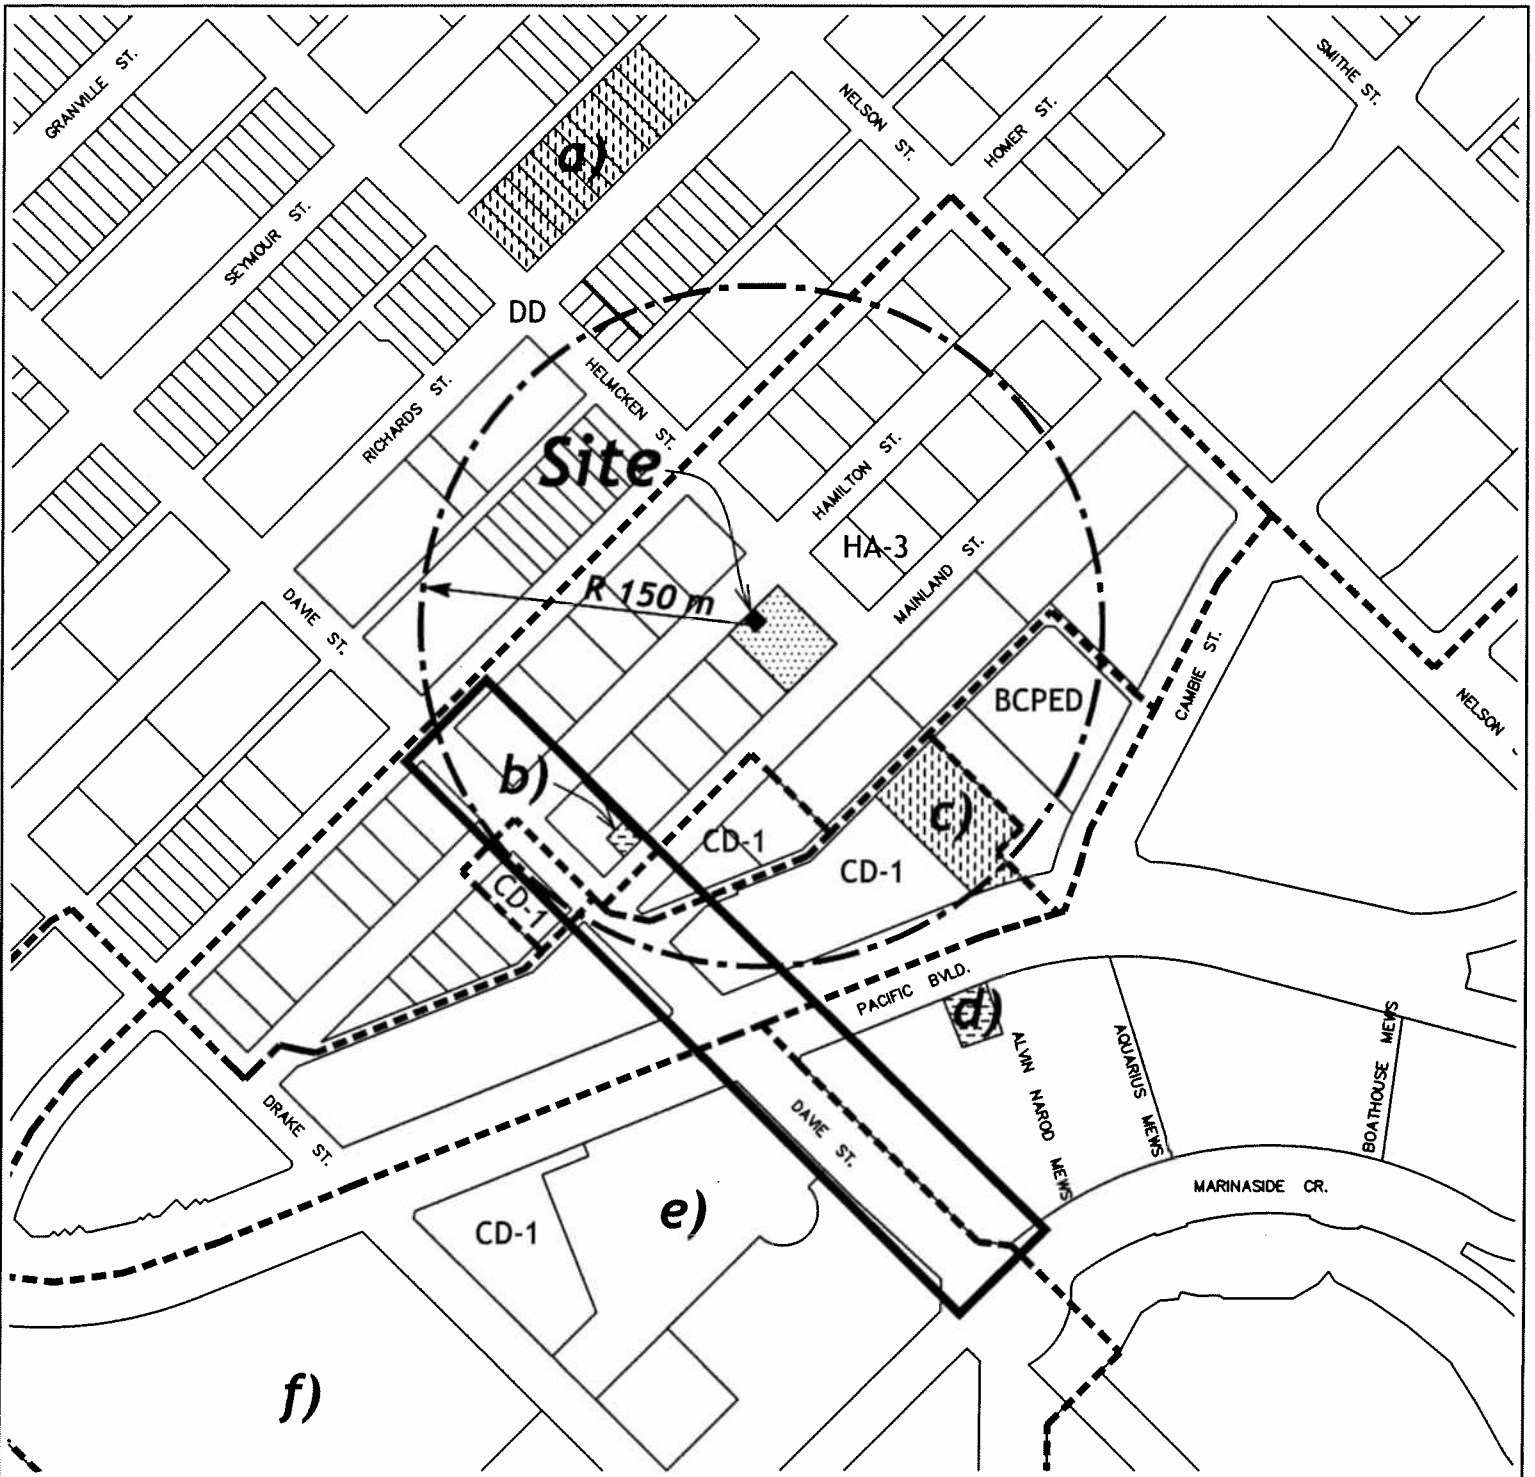 GRANVILLE ST.
SMITHE ST.
NELSON ST.
HOMER ST.
a)
SEYMOUR ST.
DD
HELMCKEN ST.
RICHARDS ST.
Site
HAMILTON ST.
HA-3
MAINLAND ST.
R 150 m
DAVIE ST.
CAMBIE ST.
BCPED
NELSON
b)
c)
CD-1
CD-1
CD-1
PACIFIC BVLD.
d)
ALVIN NAROD MEWS
AQUARIUS MEWS
BOATHOUSE MEWS
DRAKE ST.
DAVIE ST.
MARINASIDE CR.
e)
CD-1
f)